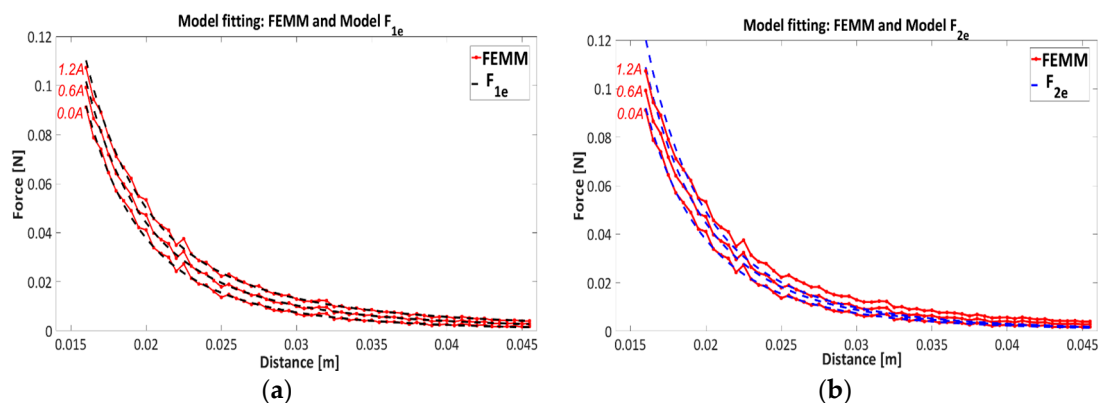 Model fitting: FEMM and Model F1e
0.12
0.1
0.08
0.06
0.04
0.02
0
Force [N]
1.2A
0.6A
0.0A
FEMM
F1e
0.015
0.02
0.025
0.03
0.035
0.04
0.045
Distance [m]
(a)
Model fitting: FEMM and Model F2e
0.12
0.1
0.08
0.06
0.04
0.02
0
Force [N]
1.2A
0.6A
0.0A
FEMM
F2e
0.015
0.02
0.025
0.03
0.035
0.04
0.045
Distance [m]
(b)